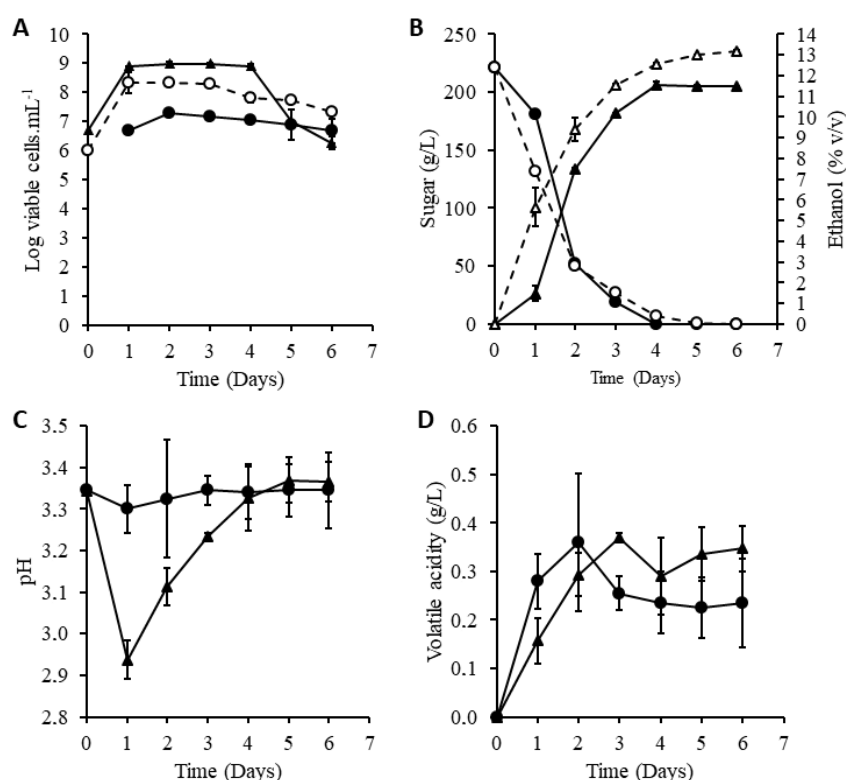 A
10
9
8
7
6
5
4
3
2
1
0
Log viable cells.mL-1
0 1 2 3 4 5 6 7
Time (Days)
B
250
200
150
100
50
0
Sugar (g/L)
14
13
12
11
10
9
8
7
6
5
4
3
2
1
0
Ethanol (% v/v)
0 1 2 3 4 5 6 7
Time (Days)
C
3.5
3.4
3.3
3.2
3.1
3.0
2.9
2.8
pH
0 1 2 3 4 5 6 7
Time (Days)
D
0.6
0.5
0.4
0.3
0.2
0.1
0.0
Volatile acidity (g/L)
0 1 2 3 4 5 6 7
Time (Days)